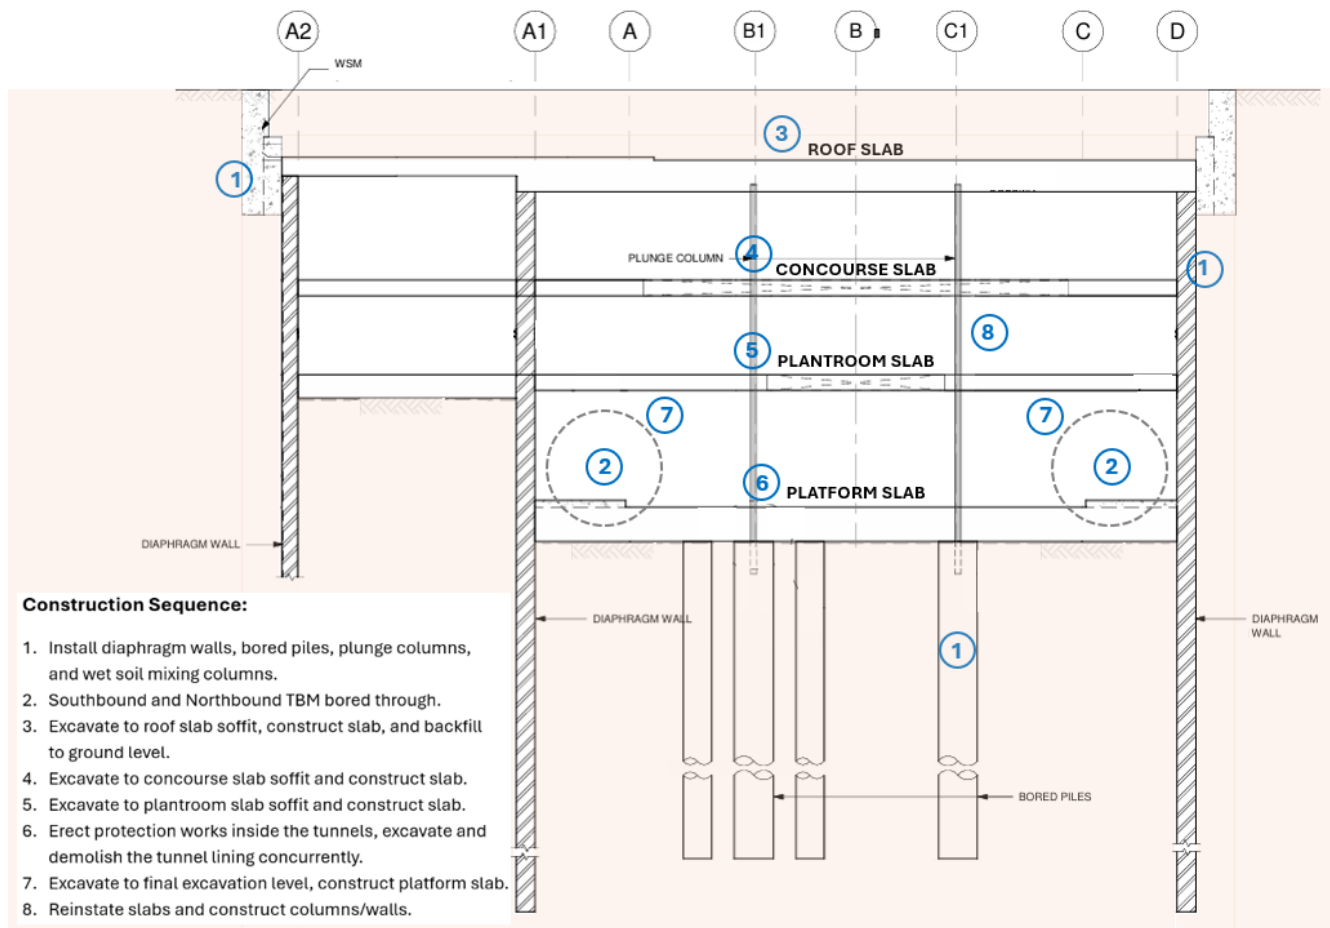 A2 A1 A B1 B C1 C D
WSM
3
ROOF SLAB
1
PLUNGE COLUMN
4
CONCOURSE SLAB
1
8
5
PLANTROOM SLAB
7
7
2
2
6
PLATFORM SLAB
DIAPHRAGM WALL
DIAPHRAGM WALL
DIAPHRAGM
WALL
1
BORED PILES
Construction Sequence:
1. Install diaphragm walls, bored piles, plunge columns,
and wet soil mixing columns.
2. Southbound and Northbound TBM bored through.
3. Excavate to roof slab soffit, construct slab, and backfill
to ground level.
4. Excavate to concourse slab soffit and construct slab.
5. Excavate to plantroom slab soffit and construct slab.
6. Erect protection works inside the tunnels, excavate and
demolish the tunnel lining concurrently.
7. Excavate to final excavation level, construct platform slab.
8. Reinstate slabs and construct columns/walls.